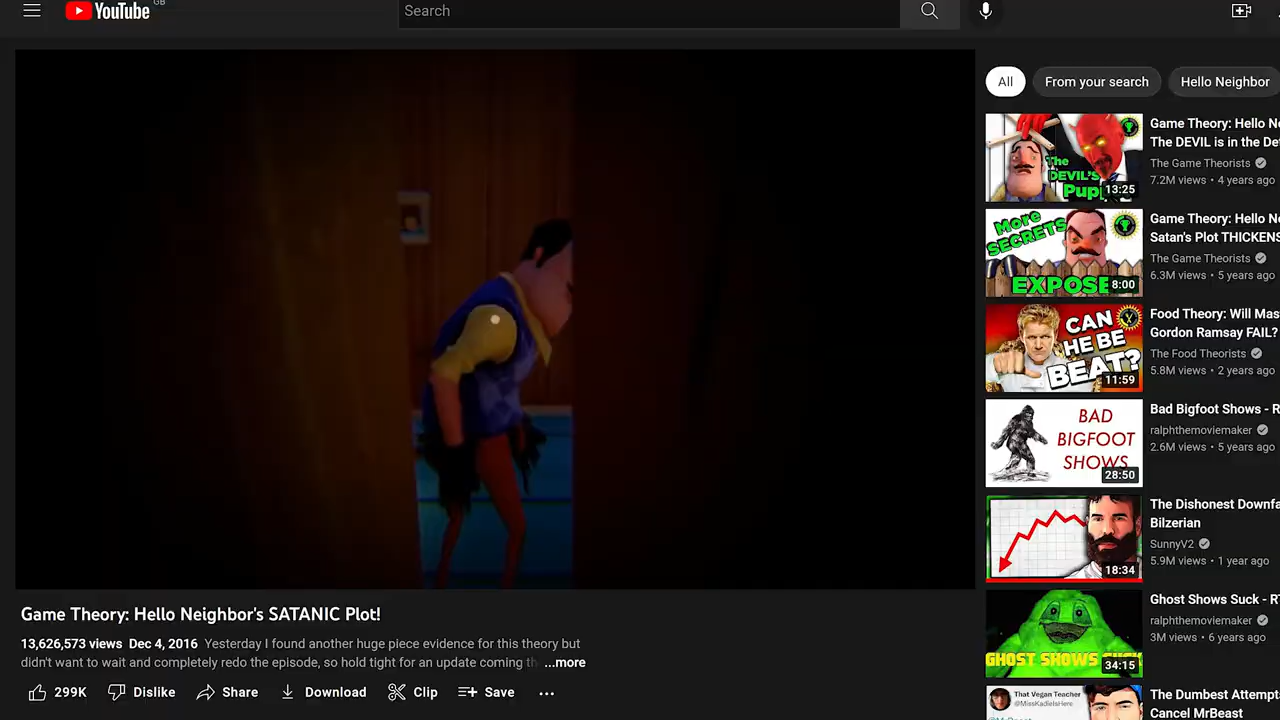 YouTube GB
Search
All
From your search
Hello Neighbor
The
DEVIL'S
Pup
13:25
Game Theory: Hello Ne
The DEVIL is in the De
The Game Theorists
7.2M views • 4 years ago
More
SECRETS
EXPOSE
8:00
Game Theory: Hello Ne
Satan's Plot THICKENS
The Game Theorists
6.3M views • 5 years ago
CAN
HE BE
BEAT?
11:59
Food Theory: Will Mas
Gordon Ramsay FAIL?
The Food Theorists
5.8M views • 2 years ago
BAD
BIGFOOT
SHOWS
28:50
Bad Bigfoot Shows - R
ralphthemoviemaker
2.6M views • 5 years ago
18:34
The Dishonest Downfa
Bilzerian
SunnyV2
5.9M views • 1 year ago
GHOST SHOWS SUCK
34:15
Ghost Shows Suck - RT
ralphthemoviemaker
3M views • 6 years ago
That Vegan Teacher
@MissKadieIsHere
@MrBeast
The Dumbest Attempt
Cancel MrBeast
Game Theory: Hello Neighbor's SATANIC Plot!
13,626,573 views Dec 4, 2016 Yesterday I found another huge piece evidence for this theory but
didn't want to wait and completely redo the episode, so hold tights for an update coming th ...more
299K
Dislike
Share
Download
Clip
Save